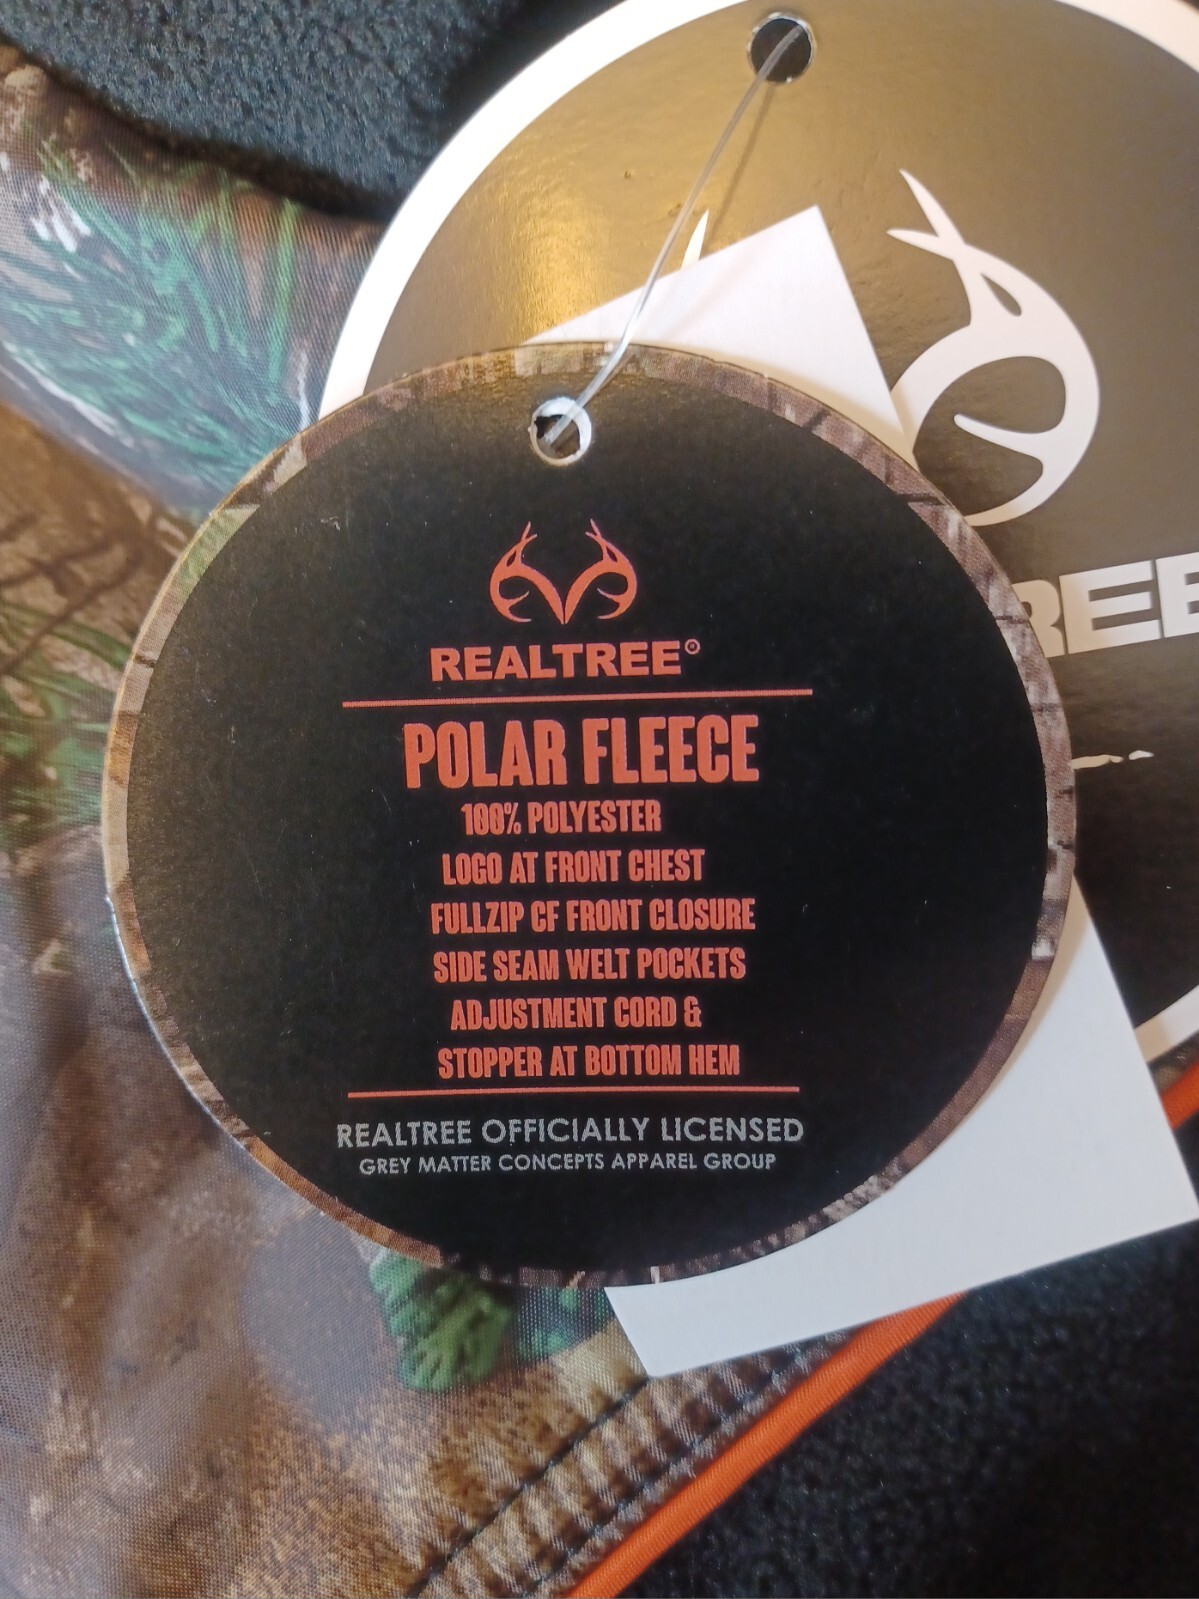 REALTREE®
POLAR FLEECE
100% POLYESTER
LOGO AT FRONT CHEST
FULLZIP CF FRONT CLOSURE
SIDE SEAM WELT POCKETS
ADJUSTMENT CORD &
STOPPER AT BOTTOM HEM
REALTREE OFFICIALLY LICENSED
GREY MATTER CONCEPTS APPAREL GROUP